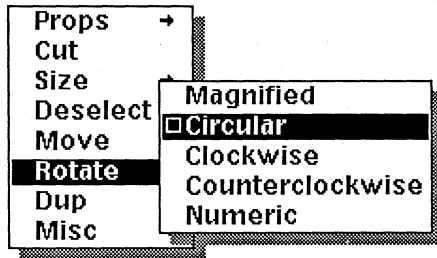 Props →
Cut
Size →
Deselect
Move
Rotate
Dup
Misc
Magnified
Circular
Clockwise
Counterclockwise
Numeric